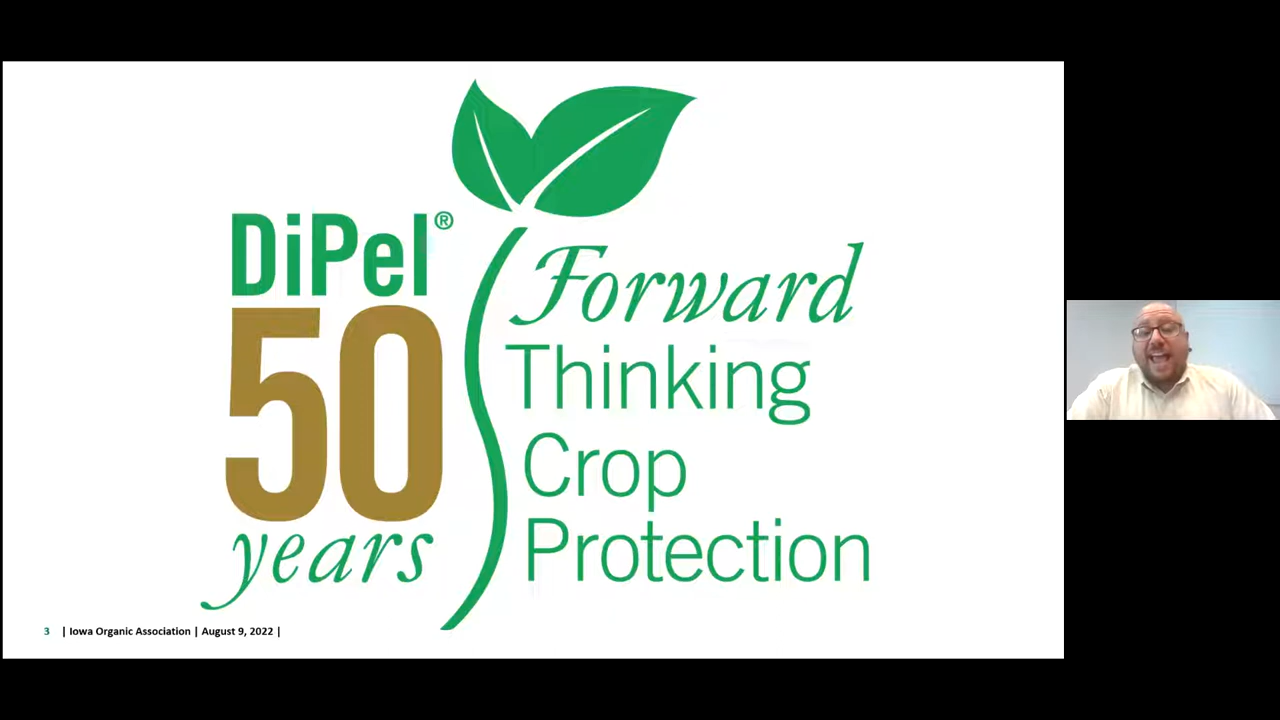 DiPel®
50
years
Forward
Thinking
Crop
Protection
3 | Iowa Organic Association | August 9, 2022 |